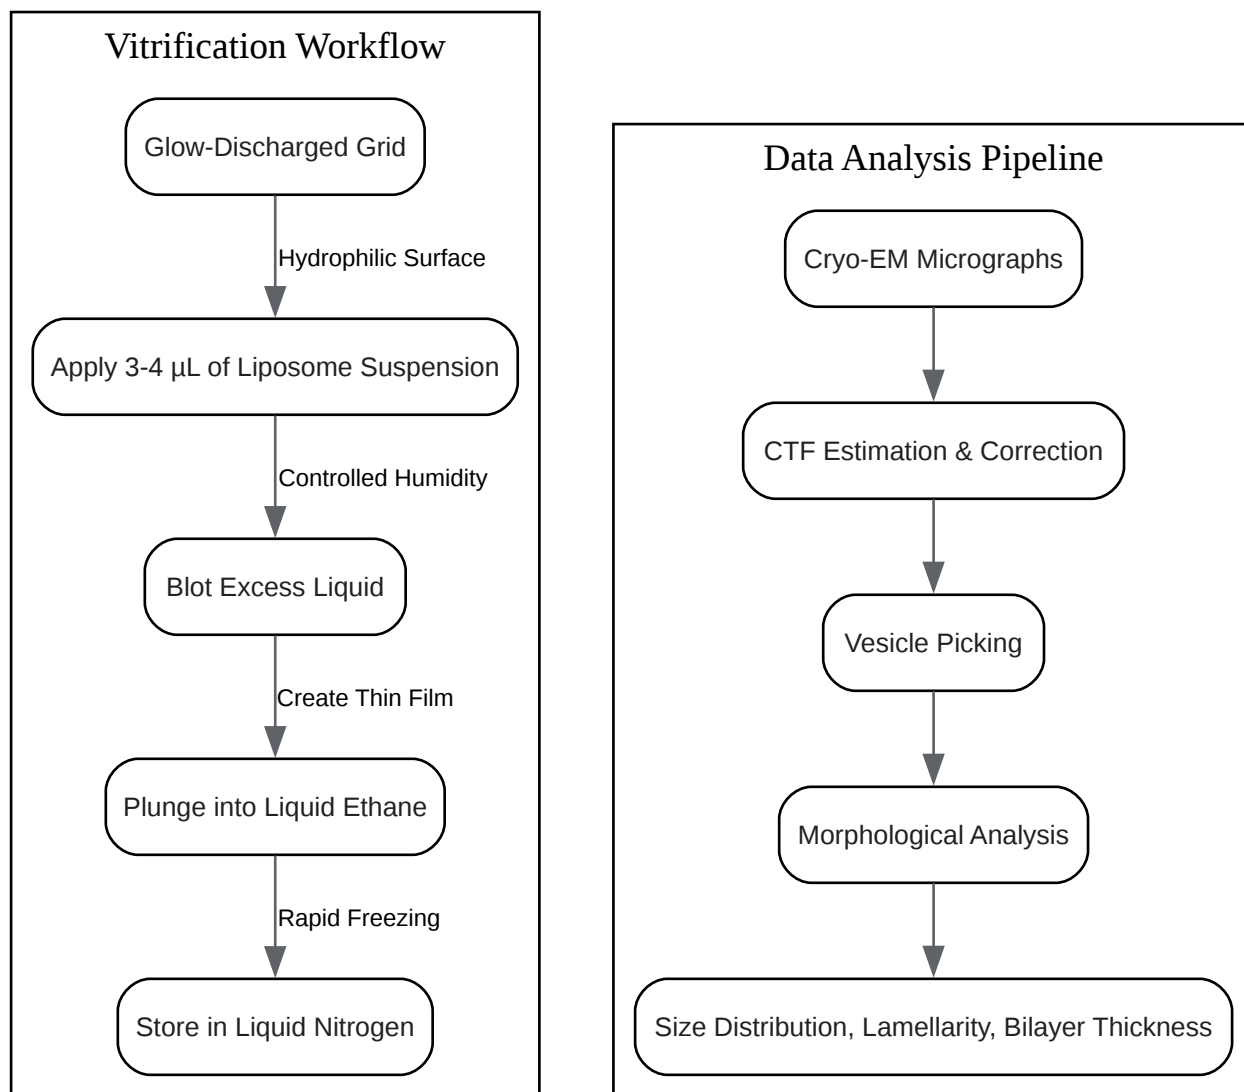 Vitrification Workflow
Glow-Discharged Grid
Hydrophilic Surface
Apply 3-4 µL of Liposome Suspension
Controlled Humidity
Blot Excess Liquid
Create Thin Film
Plunge into Liquid Ethane
Rapid Freezing
Store in Liquid Nitrogen
Data Analysis Pipeline
Cryo-EM Micrographs
CTF Estimation & Correction
Vesicle Picking
Morphological Analysis
Size Distribution, Lamellarity, Bilayer Thickness